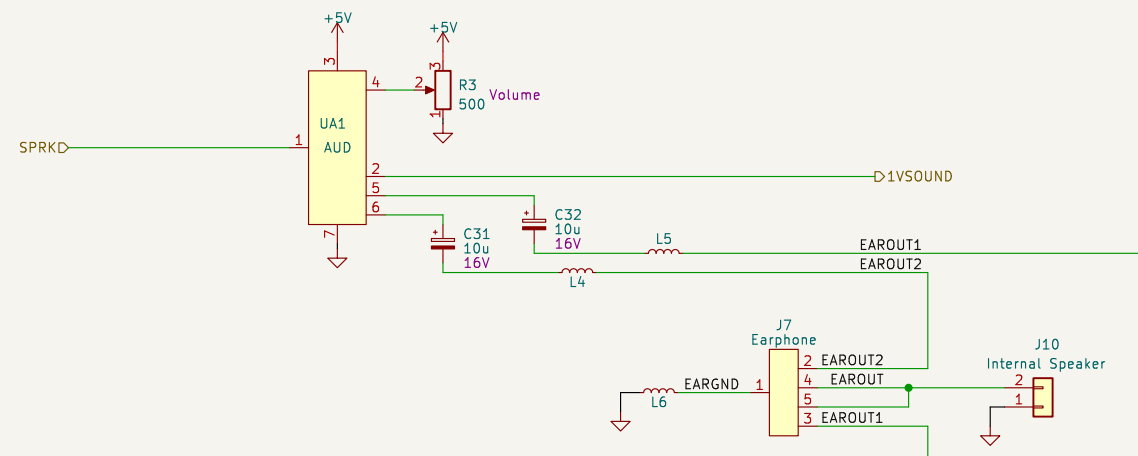 +5V
+5V
3
3
4
2
R3
500
Volume
1
UA1
AUD
SPRK
1
2
1VSOUND
5
6
C32
10u
16V
7
C31
10u
16V
L5
EAROUT1
L4
EAROUT2
J7
Earphone
J10
Internal Speaker
2
EAROUT2
4
EAROUT
2
EARGND
1
L6
5
1
3
EAROUT1